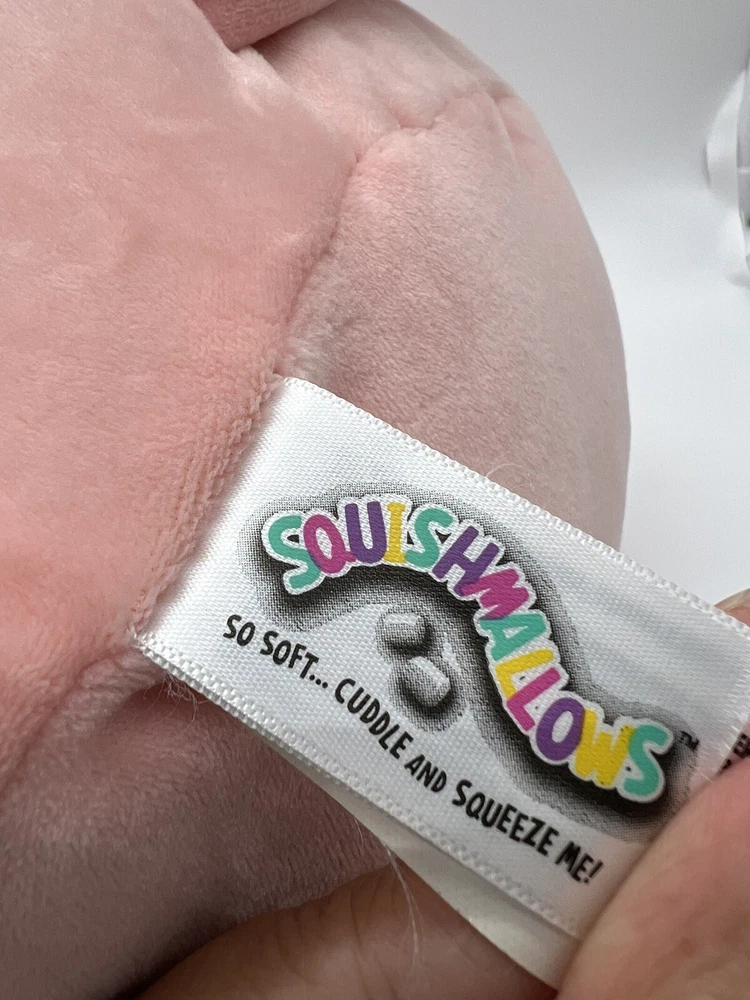 SQUISHMALLOWS™
SO SOFT... CUDDLE AND SQUEEZE ME!